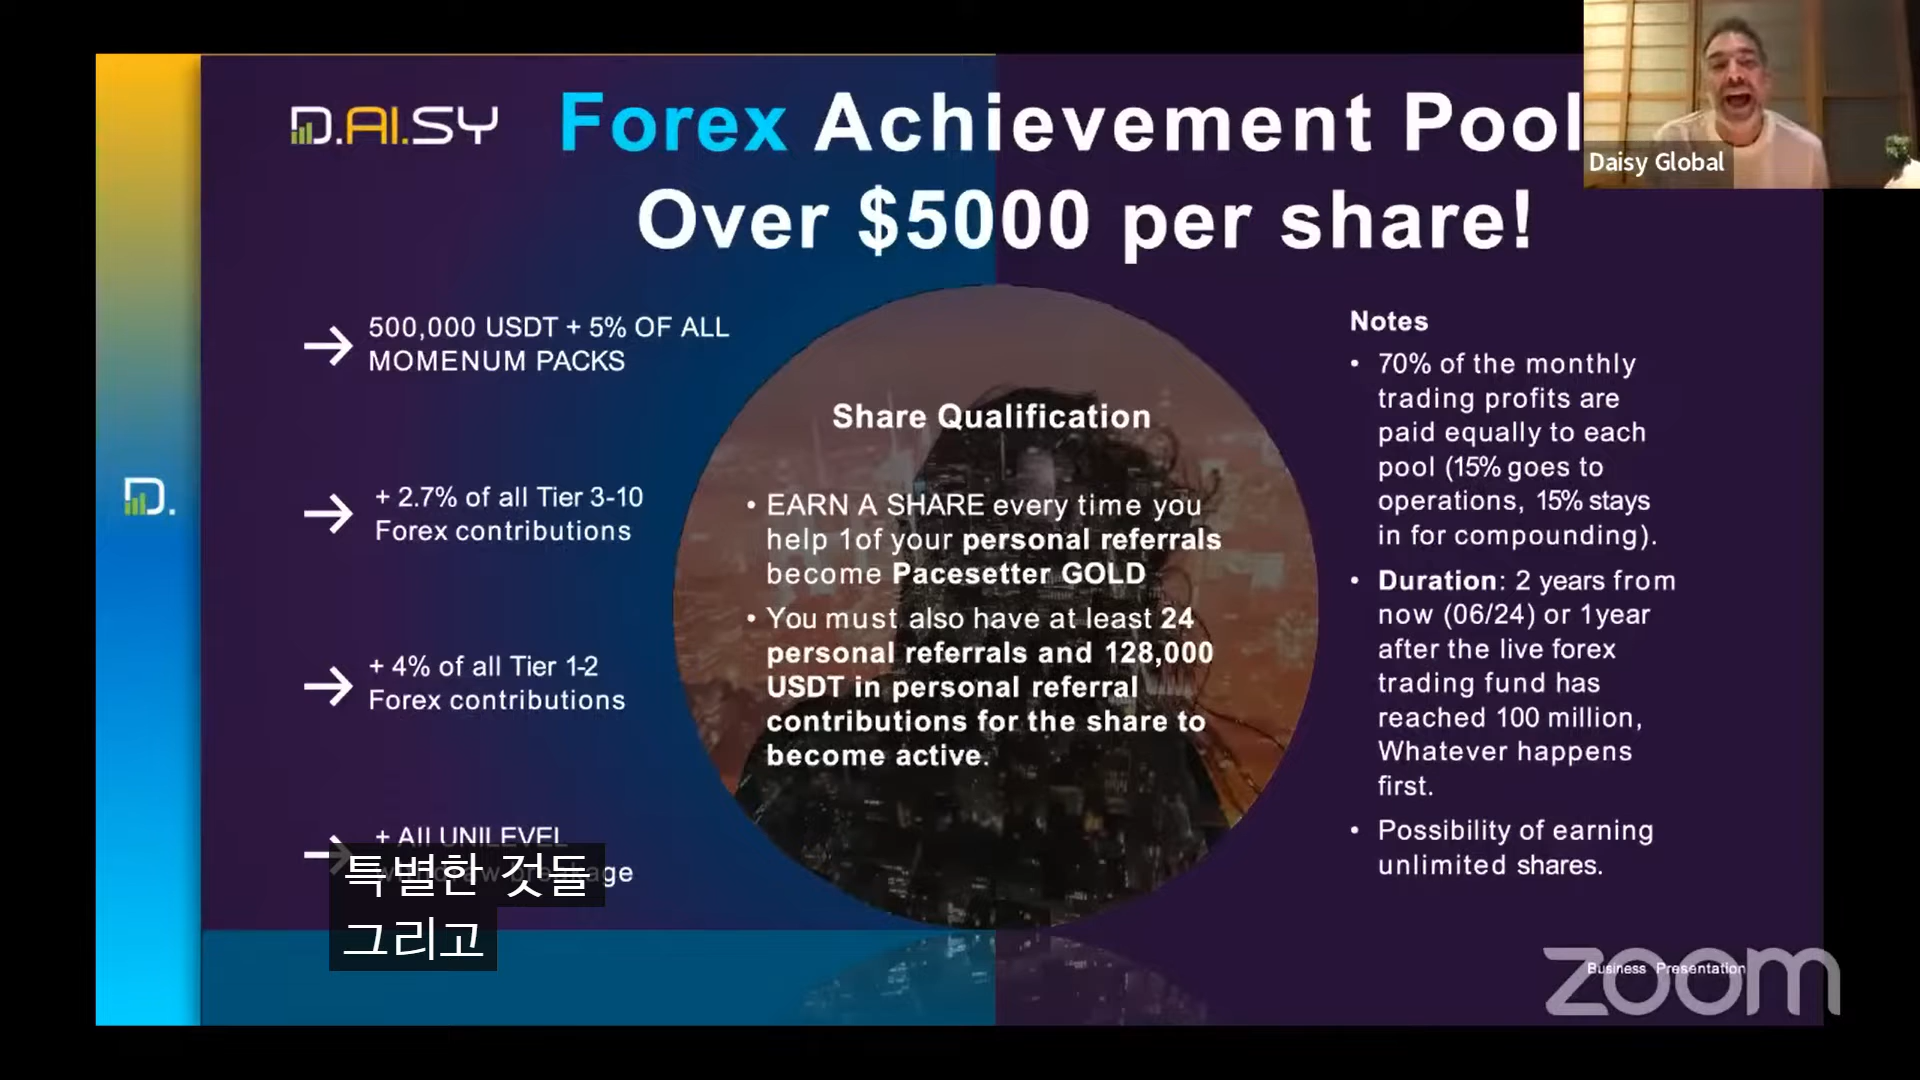 D.AI.SY
Forex Achievement Pool
Over $5000 per share!
Daisy Global
500,000 USDT + 5% OF ALL
MOMENUM PACKS
+ 2.7% of all Tier 3-10
Forex contributions
+ 4% of all Tier 1-2
Forex contributions
+ All UNILEVEL
특별한 것들
그리고
D.
Share Qualification
• EARN A SHARE every time you
help 1of your personal referrals
become Pacesetter GOLD
• You must also have at least 24
personal referrals and 128,000
USDT in personal referral
contributions for the share to
become active.
Notes
• 70% of the monthly
trading profits are
paid equally to each
pool (15% goes to
operations, 15% stays
in for compounding).
• Duration: 2 years from
now (06/24) or 1year
after the live forex
trading fund has
reached 100 million,
Whatever happens
first.
• Possibility of earning
unlimited shares.
Business Presentation
zoom